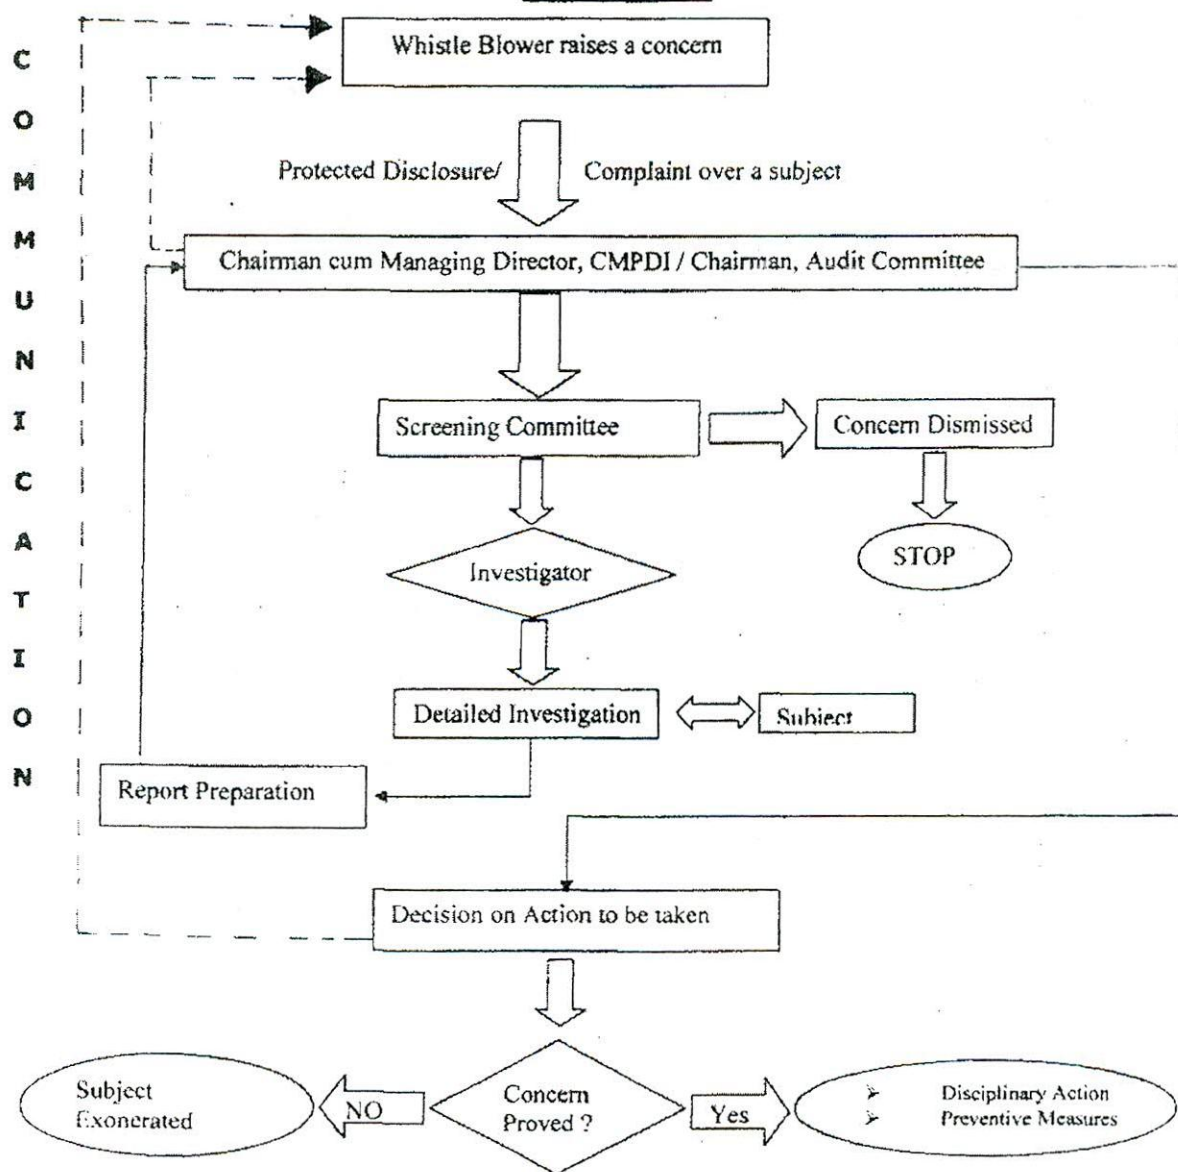 Whistle Blower raises a concern
Protected Disclosure/ Complaint over a subject
Chairman cum Managing Director, CMPDI / Chairman, Audit Committee
Screening Committee
Concern Dismissed
Investigator
STOP
Detailed Investigation
Subject
Report Preparation
Decision on Action to be taken
Subject
Exonerated
NO
Concern
Proved ?
Yes
➢ Disciplinary Action
➢ Preventive Measures
C
O
M
M
U
N
I
C
A
T
I
O
N